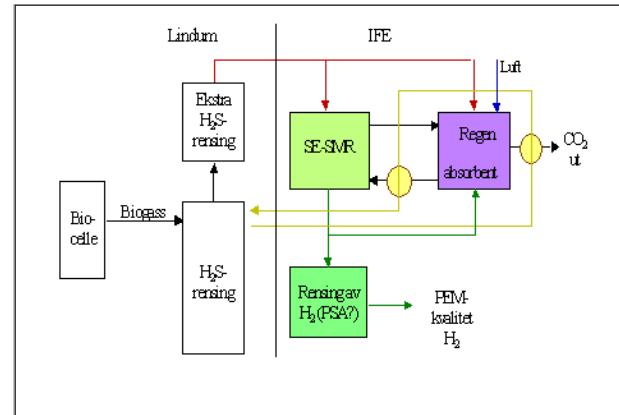 Lindum
IFE
Luft
Ekstra
H₂S-
rensing
SE-SMR
Regen
absorbent
CO₂
ut
Bio-
celle
Biogass
H₂S-
rensing
Rensing av
H₂(PSA?)
PEM-
kvalitet
H₂